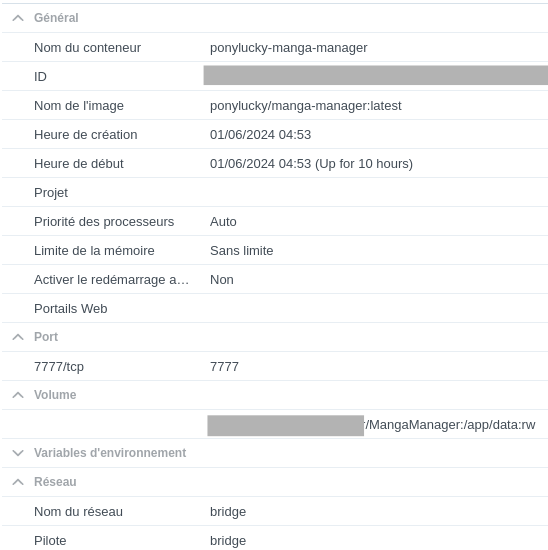 Général
Nom du conteneur ponylucky-manga-manager
ID
Nom de l'image ponylucky/manga-manager:latest
Heure de création 01/06/2024 04:53
Heure de début 01/06/2024 04:53 (Up for 10 hours)
Projet
Priorité des processeurs Auto
Limite de la mémoire Sans limite
Activer le redémarrage a… Non
Portails Web
Port
7777/tcp 7777
Volume
/MangaManager:/app/data:rw
Variables d'environnement
Réseau
Nom du réseau bridge
Pilote bridge